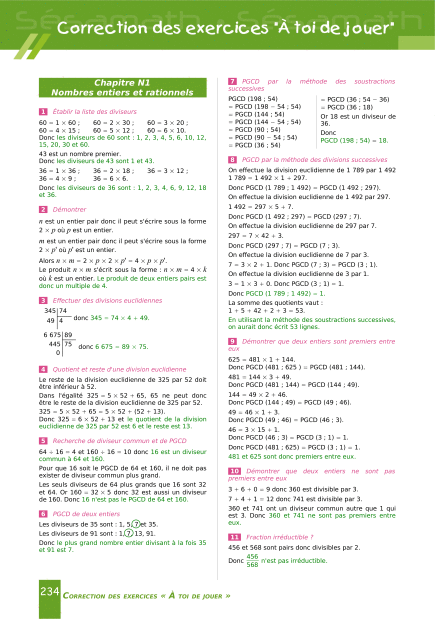 Sésamath Sésamath
Correction des exercices "À toi de jouer"
Chapitre N1
Nombres entiers et rationnels
1 Établir la liste des diviseurs
60 = 1 × 60 ; 60 = 2 × 30 ; 60 = 3 × 20 ;
60 = 4 × 15 ; 60 = 5 × 12 ; 60 = 6 × 10.
Donc les diviseurs de 60 sont : 1, 2, 3, 4, 5, 6, 10, 12,
15, 20, 30 et 60.
43 est un nombre premier.
Donc les diviseurs de 43 sont 1 et 43.
36 = 1 × 36 ; 36 = 2 × 18 ; 36 = 3 × 12 ;
36 = 4 × 9 ; 36 = 6 × 6.
Donc les diviseurs de 36 sont : 1, 2, 3, 4, 6, 9, 12, 18
et 36.
2 Démontrer
n est un entier pair donc il peut s'écrire sous la forme
2 × p où p est un entier.
m est un entier pair donc il peut s'écrire sous la forme
2 × p' où p' est un entier.
Alors n × m = 2 × p × 2 × p' = 4 × p × p'.
Le produit n × m s'écrit sous la forme : n × m = 4 × k
où k est un entier. Le produit de deux entiers pairs est
donc un multiple de 4.
3 Effectuer des divisions euclidiennes
345 74
49 4 donc 345 = 74 × 4 + 49.
6 675 89
445 75 donc 6 675 = 89 × 75.
0
4 Quotient et reste d'une division euclidienne
Le reste de la division euclidienne de 325 par 52 doit
être inférieur à 52.
Dans l'égalité 325 = 5 × 52 + 65, 65 ne peut donc
être le reste de la division euclidienne de 325 par 52.
325 = 5 × 52 + 65 = 5 × 52 + (52 + 13).
Donc 325 = 6 × 52 + 13 et le quotient de la division
euclidienne de 325 par 52 est 6 et le reste est 13.
5 Recherche de diviseur commun et de PGCD
64 ÷ 16 = 4 et 160 ÷ 16 = 10 donc 16 est un diviseur
commun à 64 et 160.
Pour que 16 soit le PGCD de 64 et 160, il ne doit pas
exister de diviseur commun plus grand.
Les seuls diviseurs de 64 plus grands que 16 sont 32
et 64. Or 160 = 32 × 5 donc 32 est aussi un diviseur
de 160. Donc 16 n'est pas le PGCD de 64 et 160.
6 PGCD de deux entiers
Les diviseurs de 35 sont : 1, 5, 7 et 35.
Les diviseurs de 91 sont : 1, 7, 13, 91.
Donc le plus grand nombre entier divisant à la fois 35
et 91 est 7.
7 PGCD par la méthode des soustractions
successives
PGCD (198 ; 54)
= PGCD (198 − 54 ; 54)
= PGCD (144 ; 54)
= PGCD (144 − 54 ; 54)
= PGCD (90 ; 54)
= PGCD (90 − 54 ; 54)
= PGCD (36 ; 54)
= PGCD (36 ; 54 − 36)
= PGCD (36 ; 18)
Or 18 est un diviseur de
36.
Donc
PGCD (198 ; 54) = 18.
8 PGCD par la méthode des divisions successives
On effectue la division euclidienne de 1 789 par 1 492
1 789 = 1 492 × 1 + 297.
Donc PGCD (1 789 ; 1 492) = PGCD (1 492 ; 297).
On effectue la division euclidienne de 1 492 par 297.
1 492 = 297 × 5 + 7.
Donc PGCD (1 492 ; 297) = PGCD (297 ; 7).
On effectue la division euclidienne de 297 par 7.
297 = 7 × 42 + 3.
Donc PGCD (297 ; 7) = PGCD (7 ; 3).
On effectue la division euclidienne de 7 par 3.
7 = 3 × 2 + 1. Donc PGCD (7 ; 3) = PGCD (3 ; 1).
On effectue la division euclidienne de 3 par 1.
3 = 1 × 3 + 0. Donc PGCD (3 ; 1) = 1.
Donc PGCD (1 789 ; 1 492) = 1.
La somme des quotients vaut :
1 + 5 + 42 + 2 + 3 = 53.
En utilisant la méthode des soustractions successives,
on aurait donc écrit 53 lignes.
9 Démontrer que deux entiers sont premiers entre
eux
625 = 481 × 1 + 144.
Donc PGCD (481 ; 625 ) = PGCD (481 ; 144).
481 = 144 × 3 + 49.
Donc PGCD (481 ; 144) = PGCD (144 ; 49).
144 = 49 × 2 + 46.
Donc PGCD (144 ; 49) = PGCD (49 ; 46).
49 = 46 × 1 + 3.
Donc PGCD (49 ; 46) = PGCD (46 ; 3).
46 = 3 × 15 + 1.
Donc PGCD (46 ; 3) = PGCD (3 ; 1) = 1.
Donc PGCD (481 ; 625) = PGCD (3 ; 1) = 1.
481 et 625 sont donc premiers entre eux.
10 Démontrer que deux entiers ne sont pas
premiers entre eux
3 + 6 + 0 = 9 donc 360 est divisible par 3.
7 + 4 + 1 = 12 donc 741 est divisible par 3.
360 et 741 ont un diviseur commun autre que 1 qui
est 3. Donc 360 et 741 ne sont pas premiers entre
eux.
11 Fraction irréductible ?
456 et 568 sont pairs donc divisibles par 2.
Donc 456/568 n'est pas irréductible.
234 CORRECTION DES EXERCICES « À TOI DE JOUER »